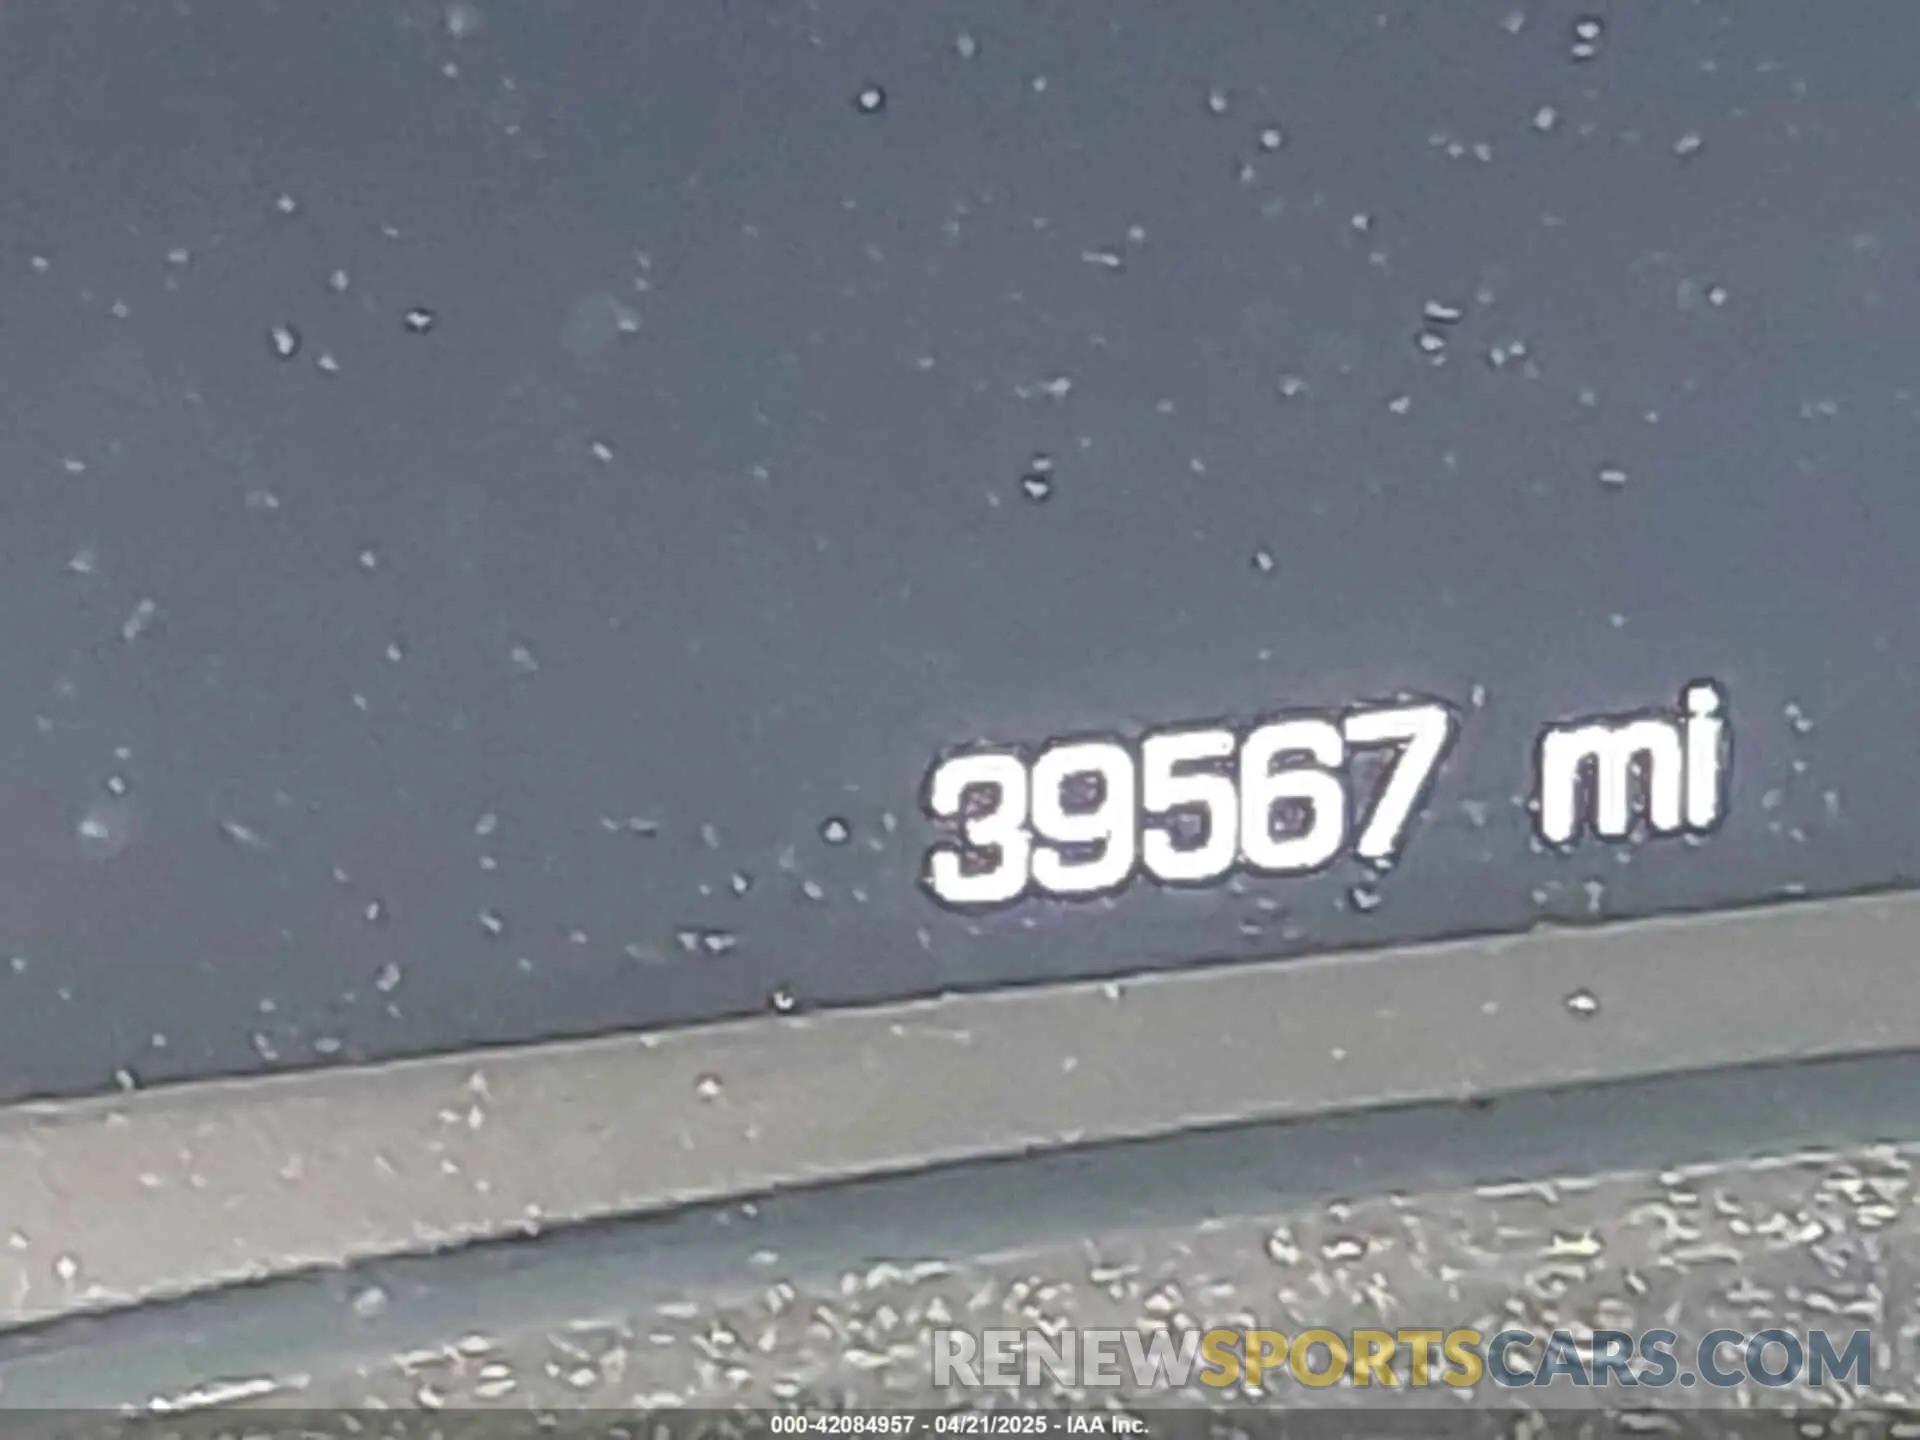 39567 mi
RENEWSPORTSCARS.COM
000-42084957 - 04/21/2025 - IAA Inc.